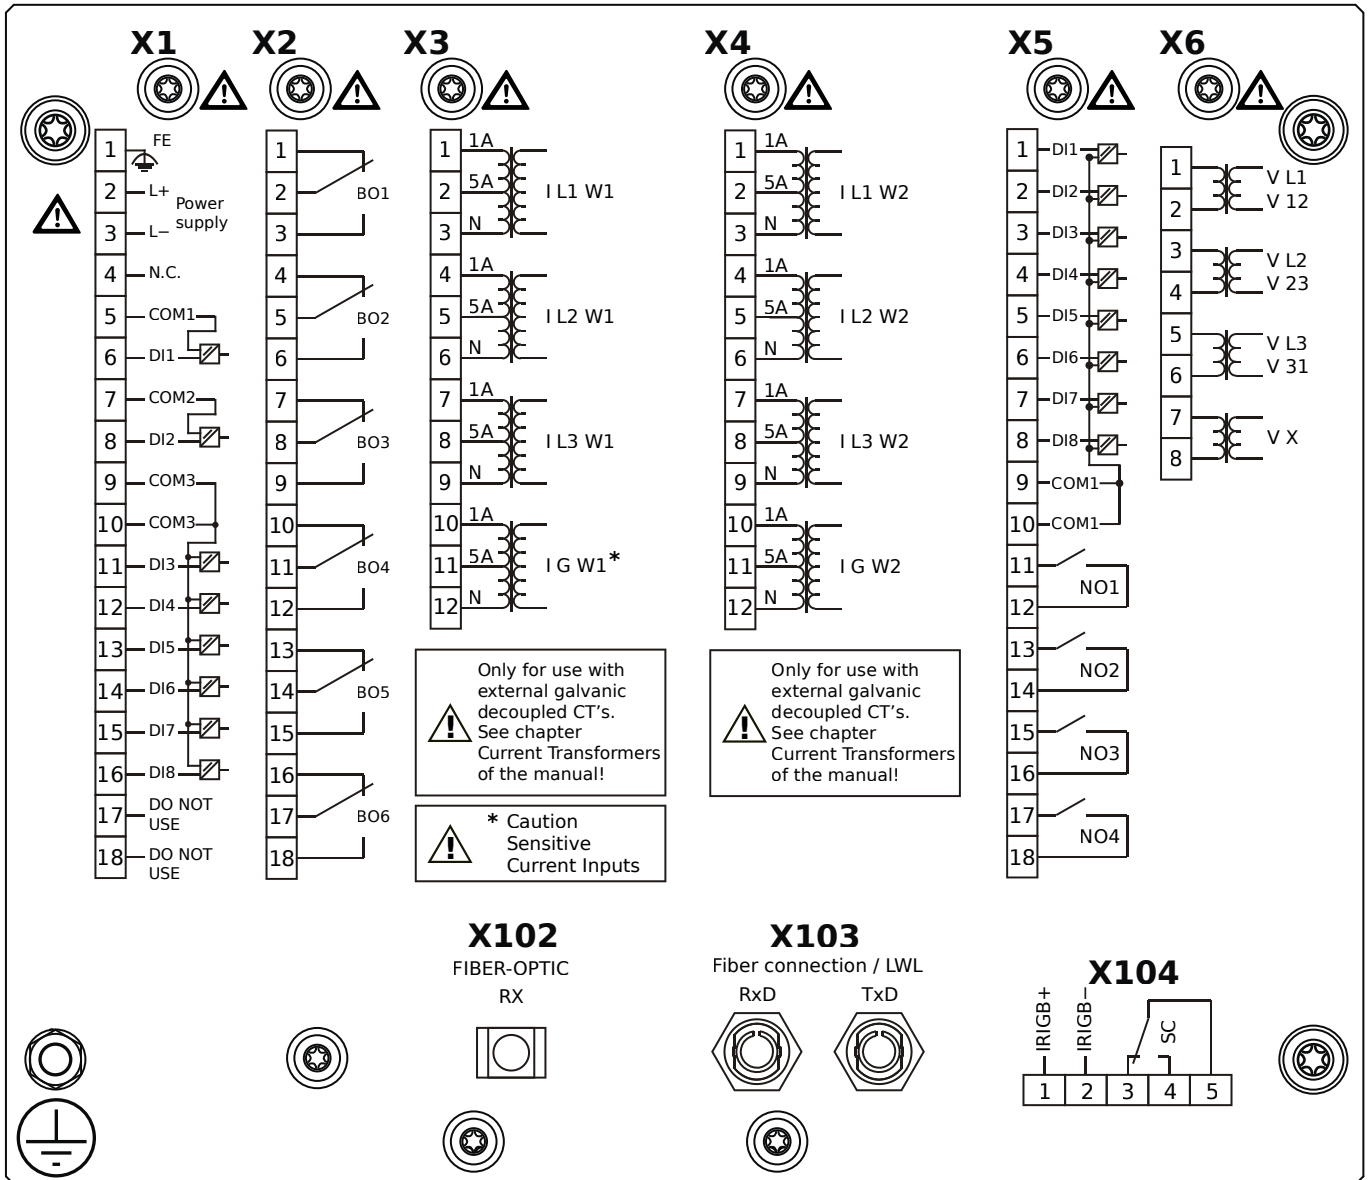 X1 X2 X3 X4 X5 X6
1 FE
2 L+
Power
supply
3 L−
4 N.C.
5 COM1
6 DI1
7 COM2
8 DI2
9 COM3
10 COM3
11 DI3
12 DI4
13 DI5
14 DI6
15 DI7
16 DI8
17 DO NOT
USE
18 DO NOT
USE
1
2 BO1
3
4
5 BO2
6
7
8 BO3
9
10
11 BO4
12
13
14 BO5
15
16
17 BO6
18
1 1A
2 5A I L1 W1
3 N
4 1A
5 5A I L2 W1
6 N
7 1A
8 5A I L3 W1
9 N
10 1A
11 5A I G W1*
12 N
Only for use with
external galvanic
decoupled CT's.
See chapter
Current Transformers
of the manual!
* Caution
Sensitive
Current Inputs
1 1A
2 5A I L1 W2
3 N
4 1A
5 5A I L2 W2
6 N
7 1A
8 5A I L3 W2
9 N
10 1A
11 5A I G W2
12 N
Only for use with
external galvanic
decoupled CT's.
See chapter
Current Transformers
of the manual!
1 DI1
2 DI2
3 DI3
4 DI4
5 DI5
6 DI6
7 DI7
8 DI8
9 COM1
10 COM1
11
NO1
12
13
NO2
14
15
NO3
16
17
NO4
18
1 V L1
2 V 12
3 V L2
4 V 23
5 V L3
6 V 31
7
V X
8
X102
FIBER-OPTIC
RX
X103
Fiber connection / LWL
RxD TxD
X104
IRIGB+
IRIGB−
SC
1 2 3 4 5